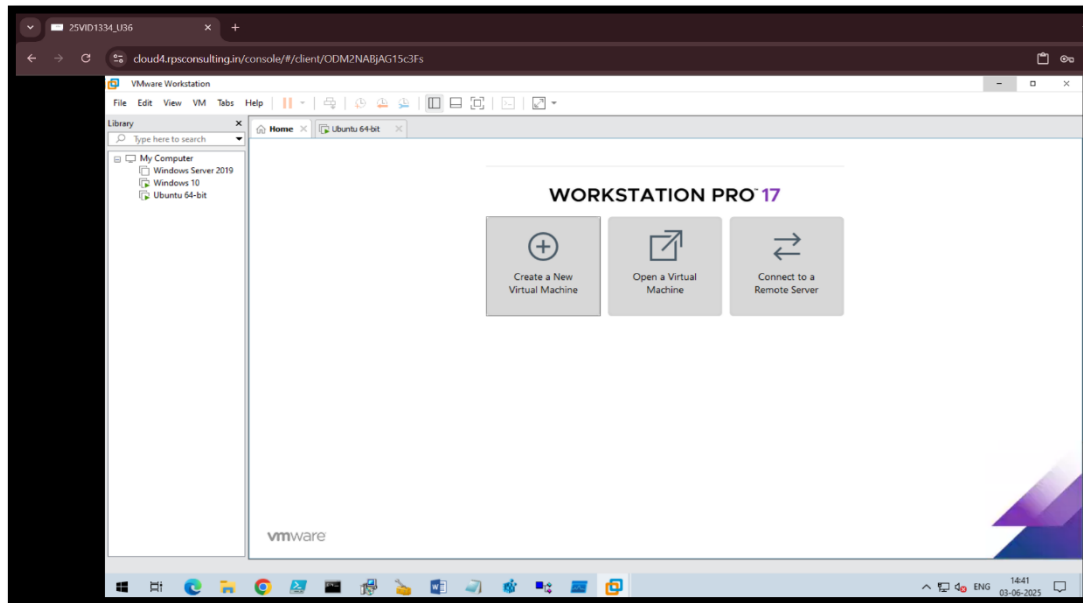 25VID1334_U36
cloud4.rpsconsulting.in/console/#/client/ODM2NABjAG15c3Fs
VMware Workstation
File Edit View VM Tabs Help
Library
Type here to search
Home
Ubuntu 64-bit
My Computer
Windows Server 2019
Windows 10
Ubuntu 64-bit
WORKSTATION PRO™ 17
Create a New
Virtual Machine
Open a Virtual
Machine
Connect to a
Remote Server
vmware
ENG
14:41
03-06-2025